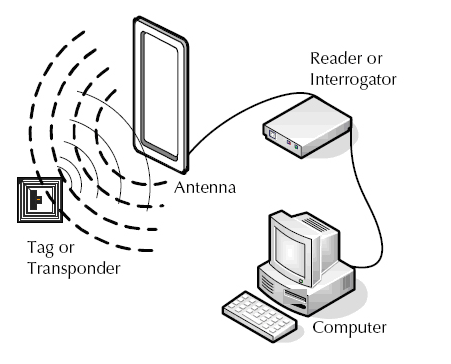 Reader or
Interrogator
Antenna
Tag or
Transponder
Computer